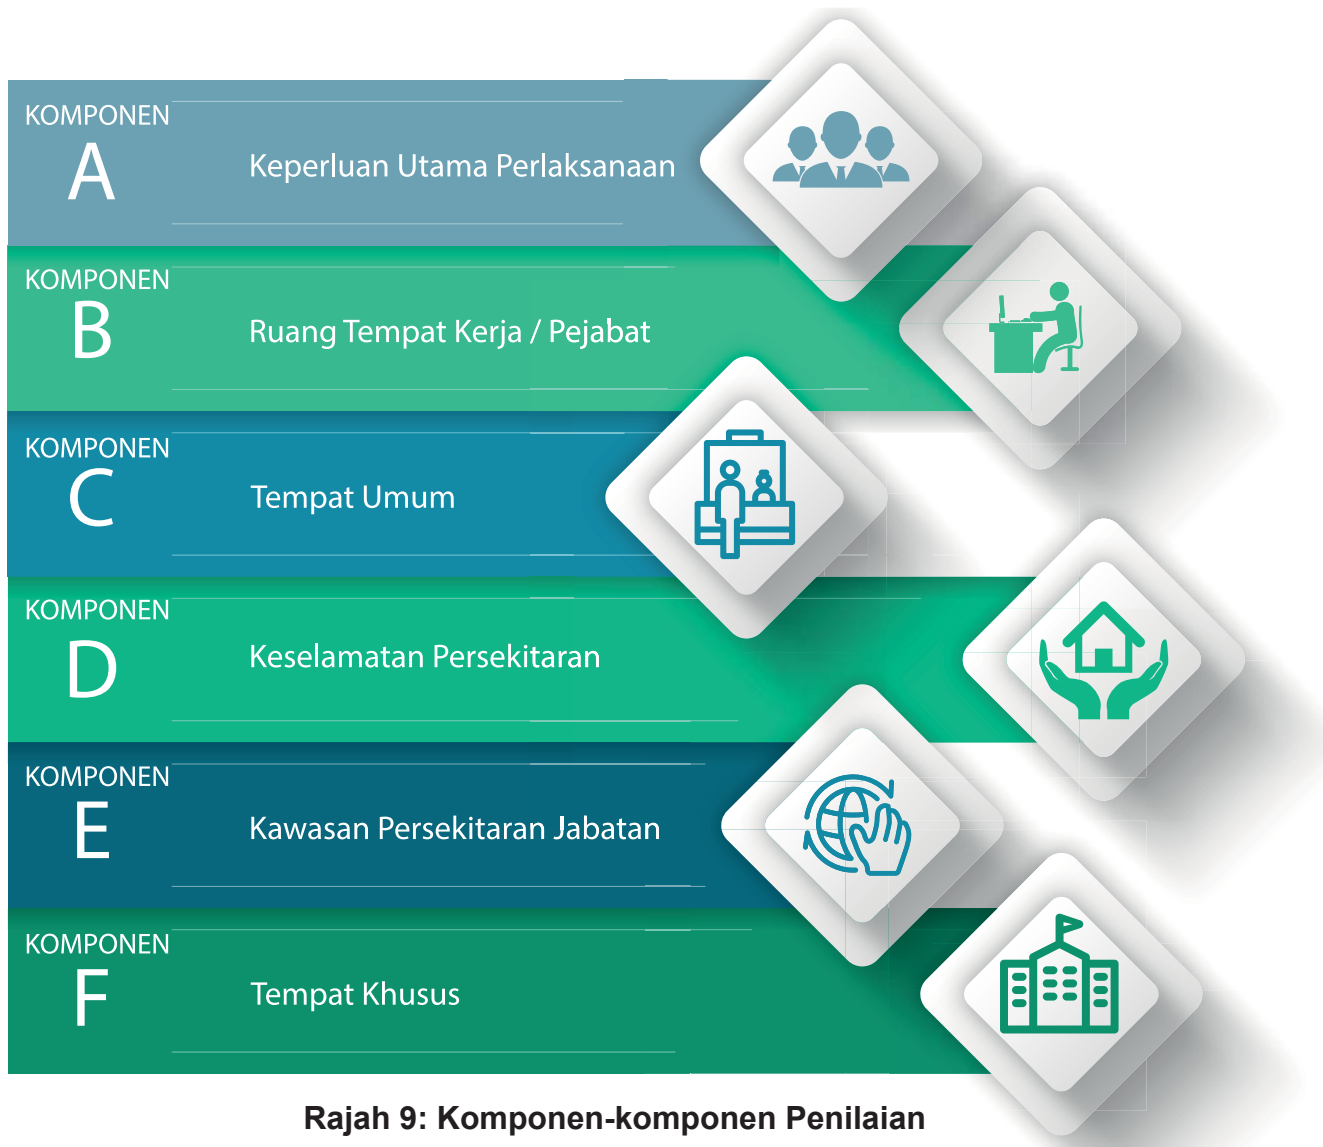 KOMPONEN
A
Keperluan Utama Perlaksanaan
KOMPONEN
B
Ruang Tempat Kerja / Pejabat
KOMPONEN
C
Tempat Umum
KOMPONEN
D
Keselamatan Persekitaran
KOMPONEN
E
Kawasan Persekitaran Jabatan
KOMPONEN
F
Tempat Khusus
Rajah 9: Komponen-komponen Penilaian